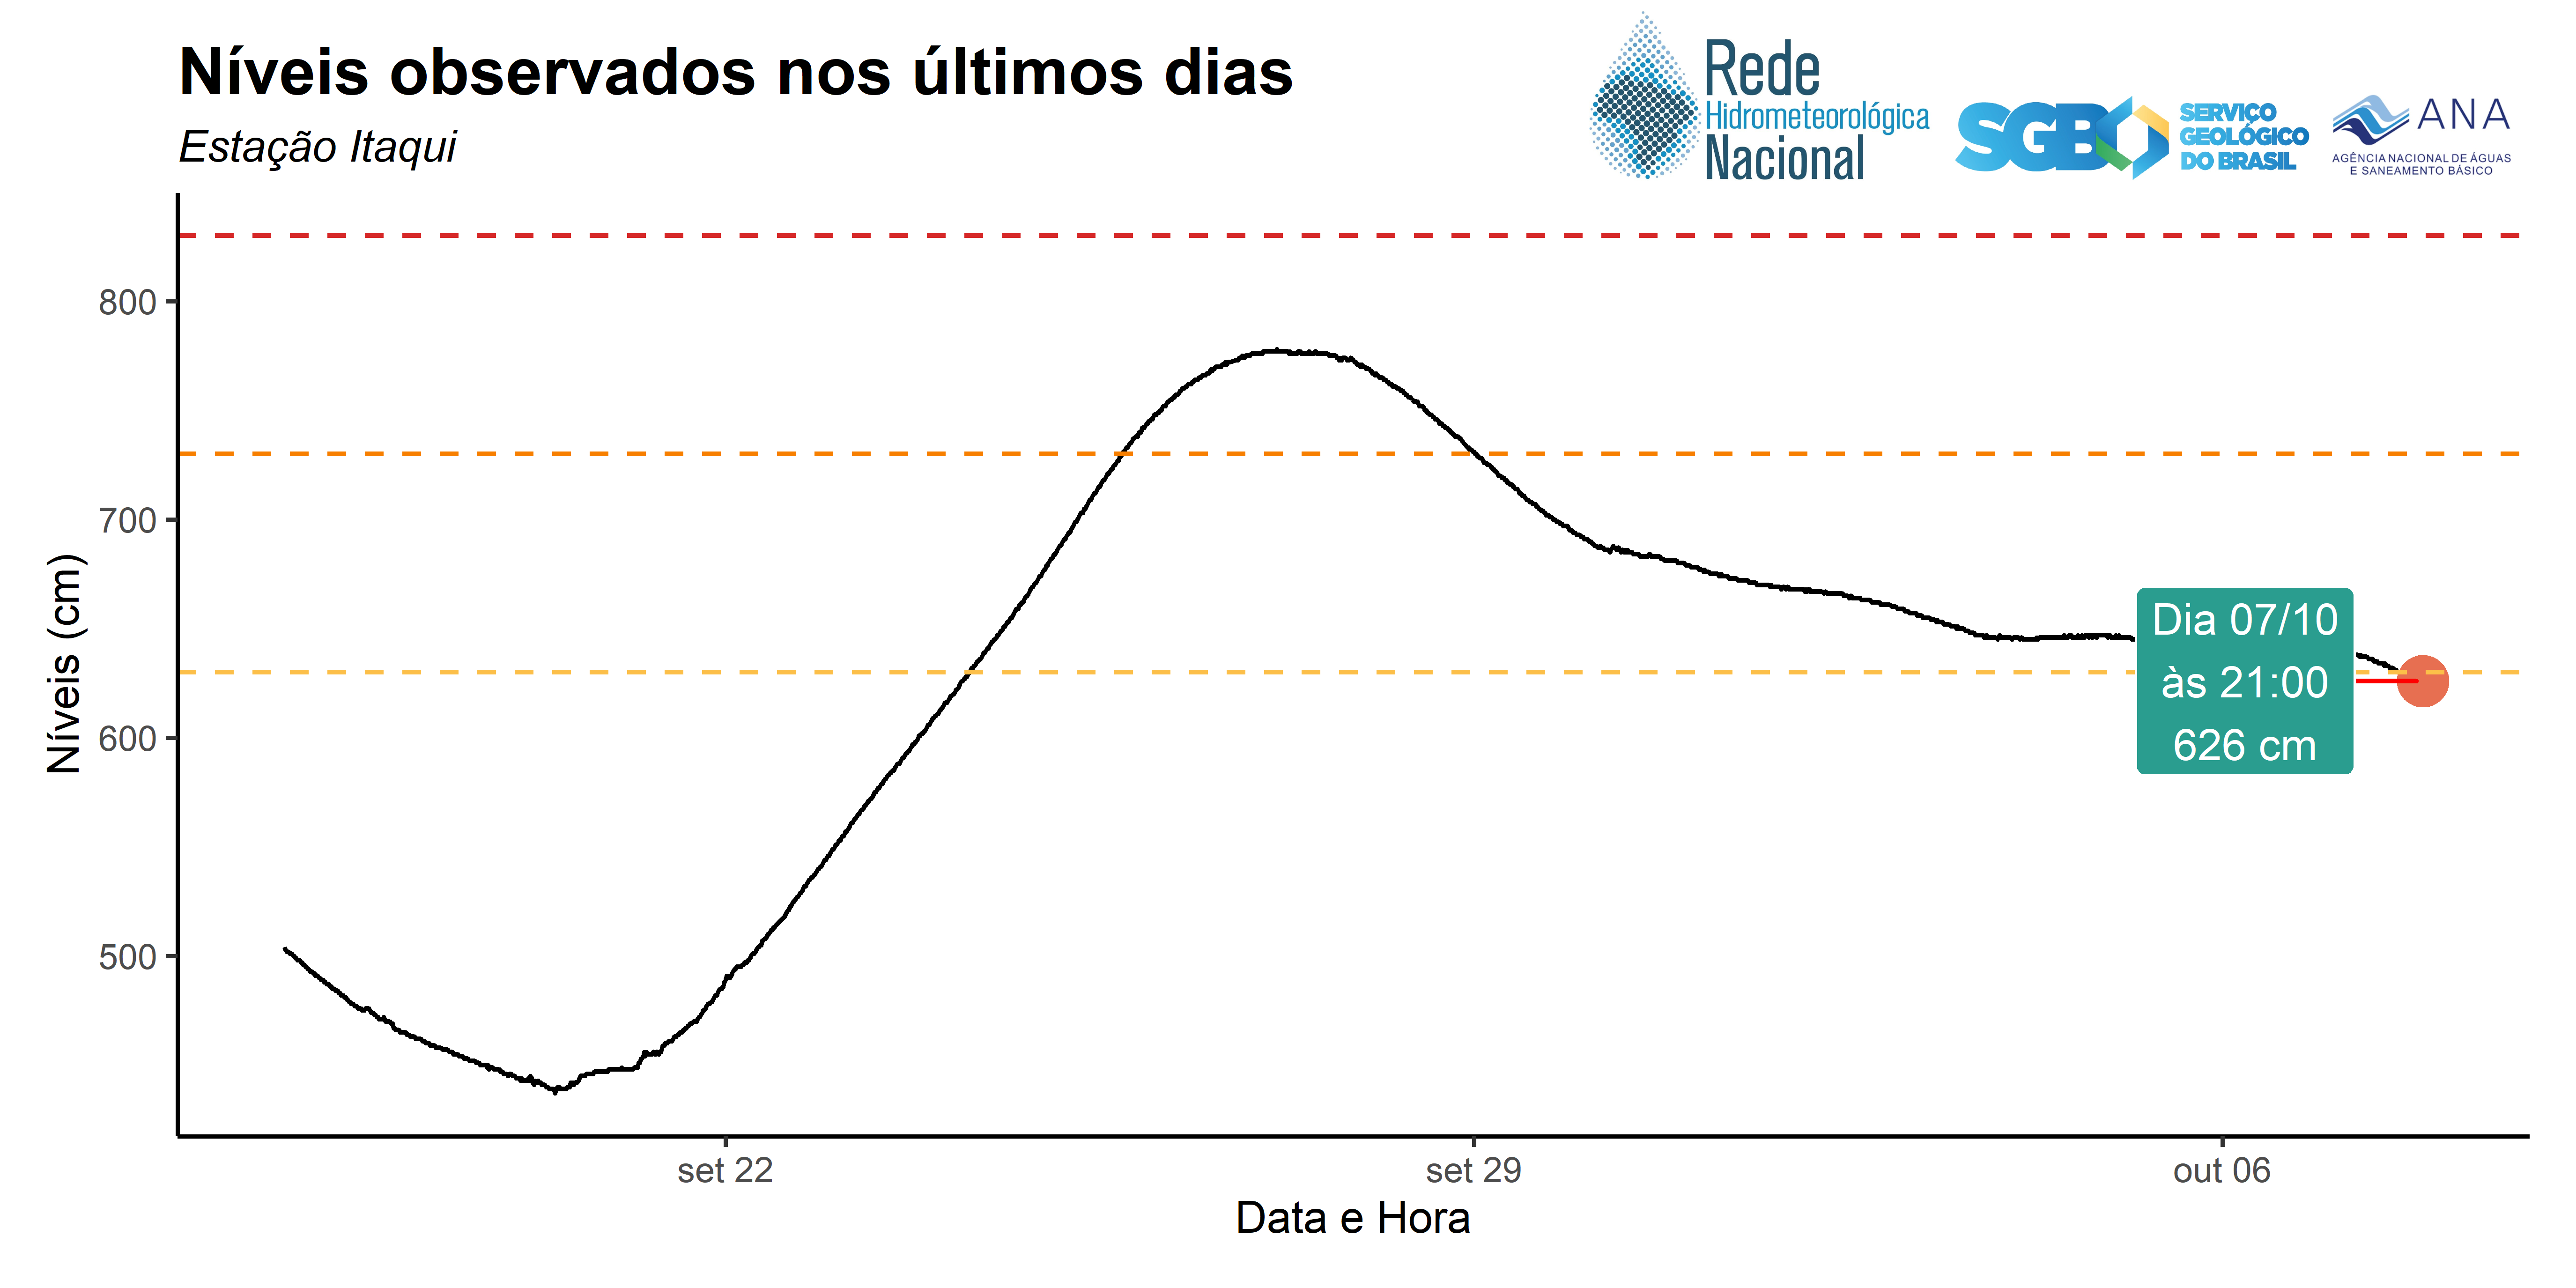 Níveis observados nos últimos dias
Estação Itaqui
Rede
Hidrometeorológica
Nacional
SGB
SERVIÇO
GEOLÓGICO
DO BRASIL
ANA
AGÊNCIA NACIONAL DE ÁGUAS
E SANEAMENTO BÁSICO
Níveis (cm)
800
700
600
500
Dia 07/10
às 21:00
626 cm
set 22
set 29
out 06
Data e Hora